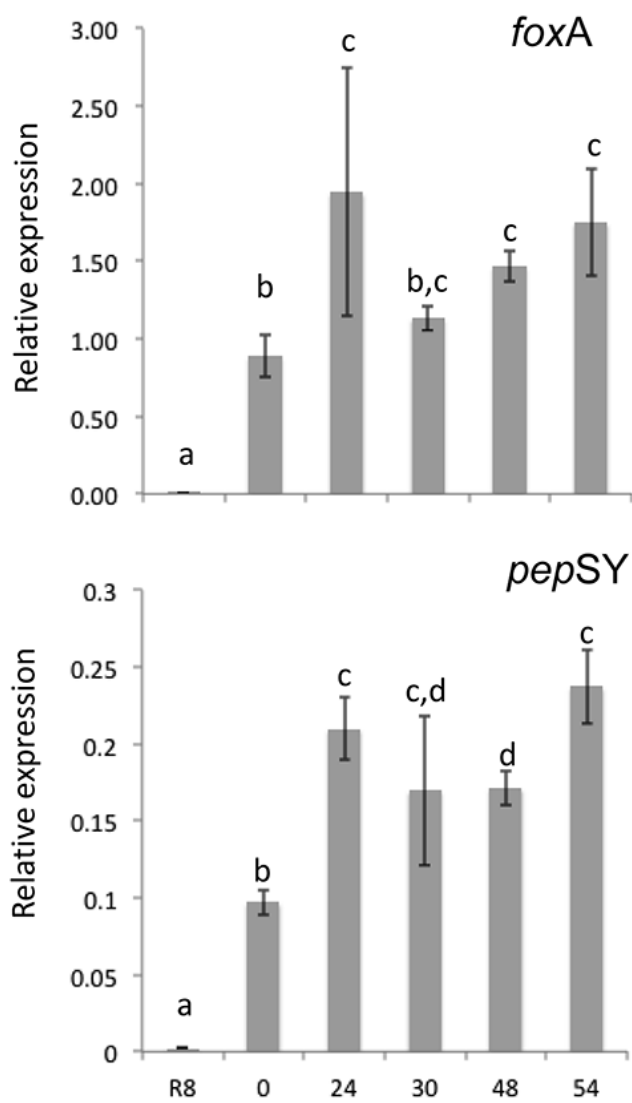 foxA
3.00
2.50
2.00
1.50
1.00
0.50
0.00
Relative expression
a
b
c
b,c
c
c
pepSY
0.3
0.25
0.2
0.15
0.1
0.05
0
Relative expression
a
b
c
c,d
d
c
R8 0 24 30 48 54